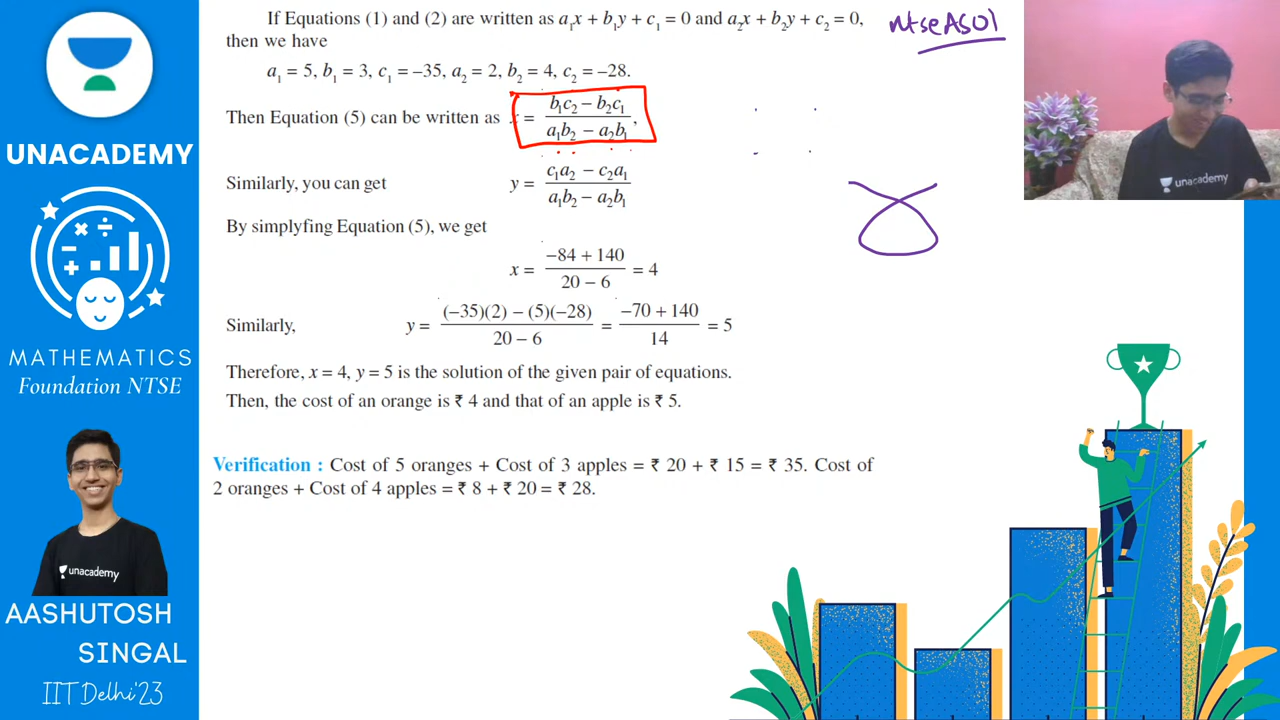 If Equations (1) and (2) are written as a₁x + b₁y + c₁ = 0 and a₂x + b₂y + c₂ = 0,
then we have
a₁ = 5, b₁ = 3, c₁ = –35, a₂ = 2, b₂ = 4, c₂ = –28.
Then Equation (5) can be written as x = (b₁c₂ – b₂c₁)/(a₁b₂ – a₂b₁),
Similarly, you can get y = (c₁a₂ – c₂a₁)/(a₁b₂ – a₂b₁)
By simplyfing Equation (5), we get
x = (–84 + 140)/(20 – 6) = 4
Similarly, y = ((–35)(2) – (5)(–28))/(20 – 6) = (–70 + 140)/14 = 5
Therefore, x = 4, y = 5 is the solution of the given pair of equations.
Then, the cost of an orange is ₹ 4 and that of an apple is ₹ 5.
Verification : Cost of 5 oranges + Cost of 3 apples = ₹ 20 + ₹ 15 = ₹ 35. Cost of
2 oranges + Cost of 4 apples = ₹ 8 + ₹ 20 = ₹ 28.
ntseAS01
unacademy
UNACADEMY
MATHEMATICS
Foundation NTSE
unacademy
AASHUTOSH
SINGAL
IIT Delhi'23